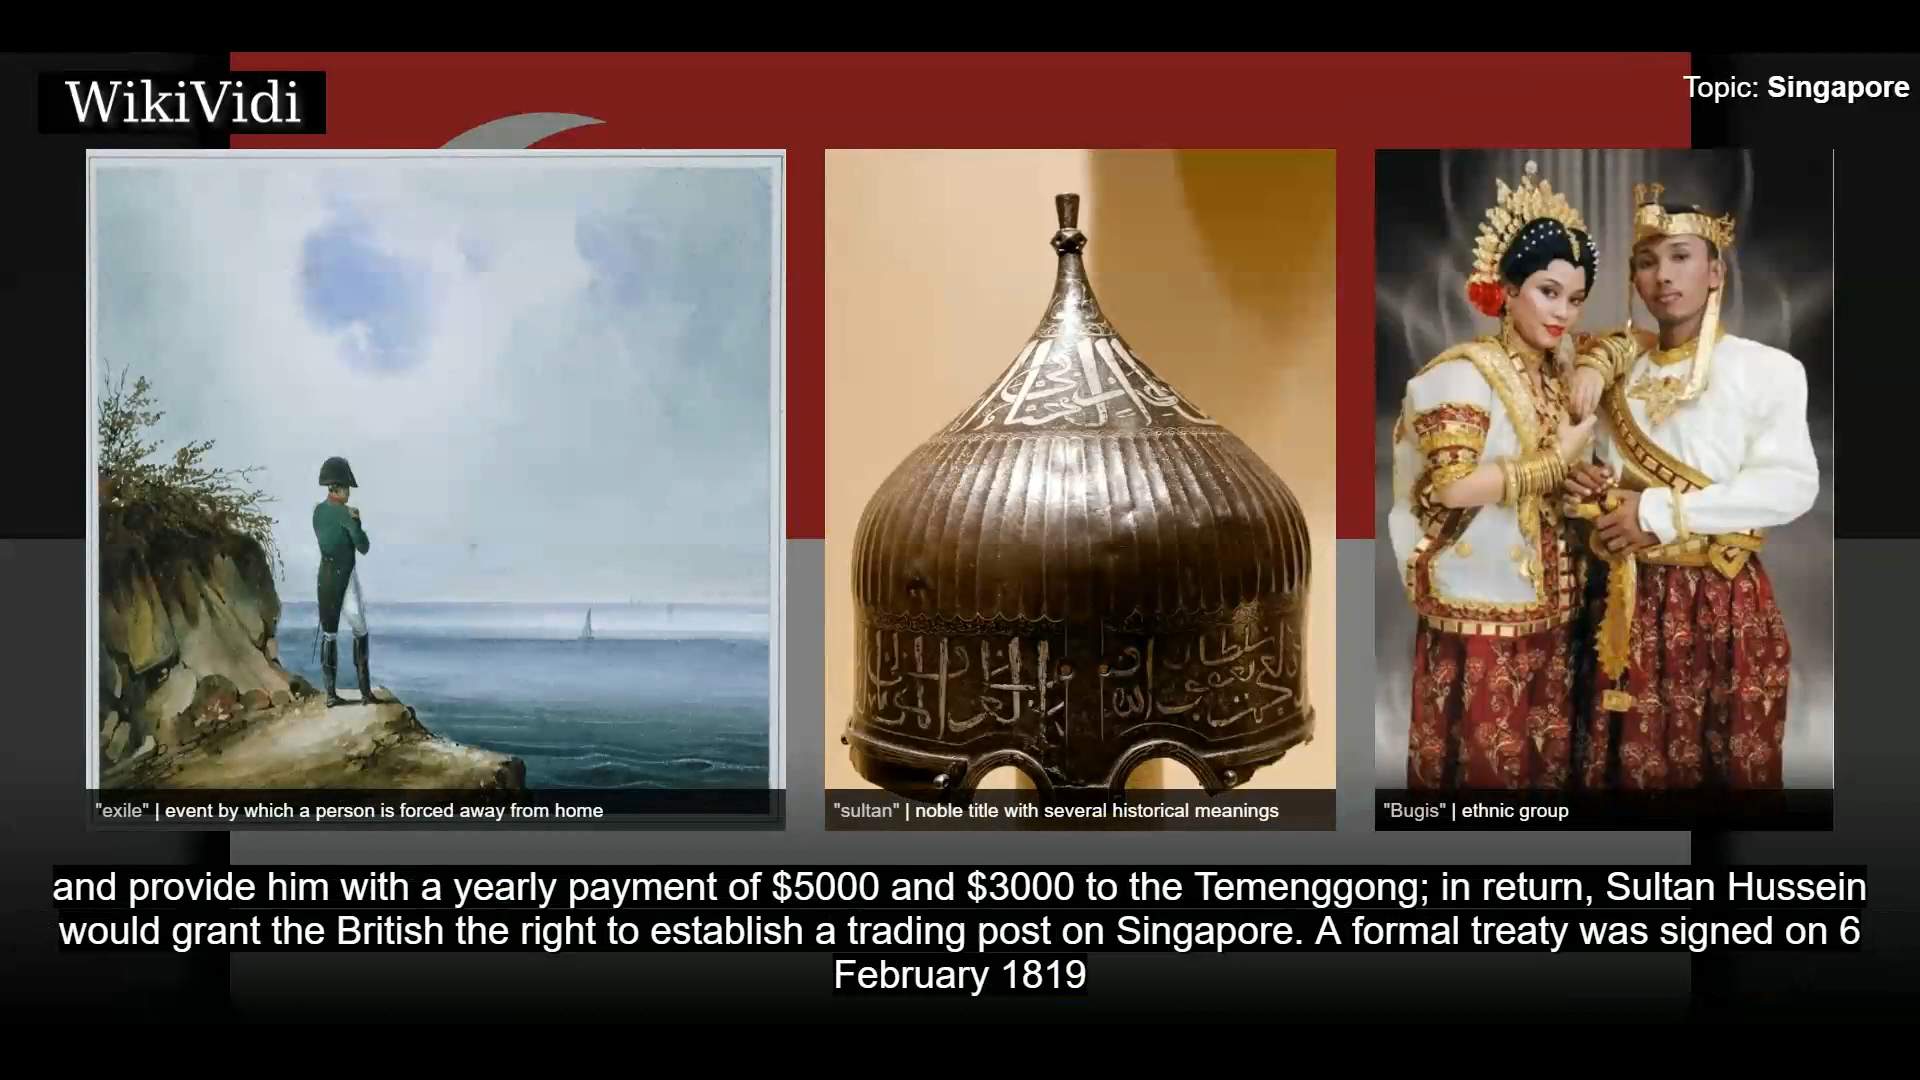 WikiVidi
Topic: Singapore
"exile" | event by which a person is forced away from home
"sultan" | noble title with several historical meanings
"Bugis" | ethnic group
and provide him with a yearly payment of $5000 and $3000 to the Temenggong; in return, Sultan Hussein
would grant the British the right to establish a trading post on Singapore. A formal treaty was signed on 6
February 1819